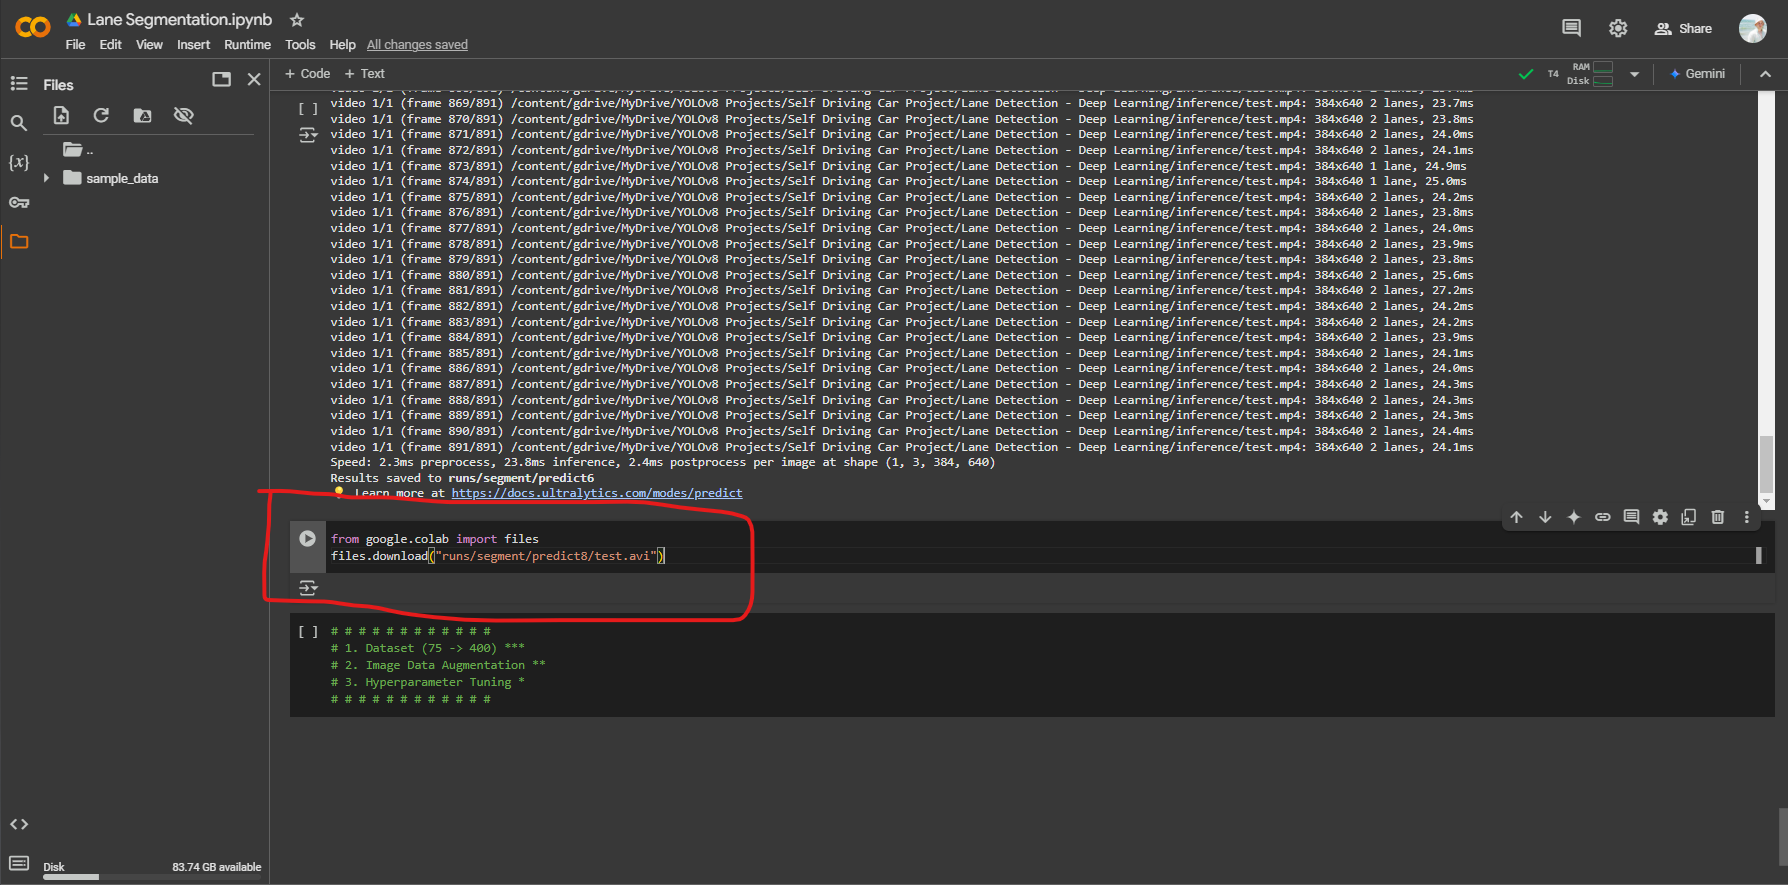 Lane Segmentation.ipynb
File Edit View Insert Runtime Tools Help All changes saved
Share
Files
+ Code + Text
T4 RAM Disk
Gemini
..
sample_data
{x}
[ ]
video 1/1 (frame 869/891) /content/gdrive/MyDrive/YOLOv8 Projects/Self Driving Car Project/Lane Detection - Deep Learning/inference/test.mp4: 384x640 2 lanes, 23.7ms
video 1/1 (frame 870/891) /content/gdrive/MyDrive/YOLOv8 Projects/Self Driving Car Project/Lane Detection - Deep Learning/inference/test.mp4: 384x640 2 lanes, 23.8ms
video 1/1 (frame 871/891) /content/gdrive/MyDrive/YOLOv8 Projects/Self Driving Car Project/Lane Detection - Deep Learning/inference/test.mp4: 384x640 2 lanes, 24.0ms
video 1/1 (frame 872/891) /content/gdrive/MyDrive/YOLOv8 Projects/Self Driving Car Project/Lane Detection - Deep Learning/inference/test.mp4: 384x640 2 lanes, 24.1ms
video 1/1 (frame 873/891) /content/gdrive/MyDrive/YOLOv8 Projects/Self Driving Car Project/Lane Detection - Deep Learning/inference/test.mp4: 384x640 1 lane, 24.9ms
video 1/1 (frame 874/891) /content/gdrive/MyDrive/YOLOv8 Projects/Self Driving Car Project/Lane Detection - Deep Learning/inference/test.mp4: 384x640 1 lane, 25.0ms
video 1/1 (frame 875/891) /content/gdrive/MyDrive/YOLOv8 Projects/Self Driving Car Project/Lane Detection - Deep Learning/inference/test.mp4: 384x640 2 lanes, 24.2ms
video 1/1 (frame 876/891) /content/gdrive/MyDrive/YOLOv8 Projects/Self Driving Car Project/Lane Detection - Deep Learning/inference/test.mp4: 384x640 2 lanes, 23.8ms
video 1/1 (frame 877/891) /content/gdrive/MyDrive/YOLOv8 Projects/Self Driving Car Project/Lane Detection - Deep Learning/inference/test.mp4: 384x640 2 lanes, 24.0ms
video 1/1 (frame 878/891) /content/gdrive/MyDrive/YOLOv8 Projects/Self Driving Car Project/Lane Detection - Deep Learning/inference/test.mp4: 384x640 2 lanes, 23.9ms
video 1/1 (frame 879/891) /content/gdrive/MyDrive/YOLOv8 Projects/Self Driving Car Project/Lane Detection - Deep Learning/inference/test.mp4: 384x640 2 lanes, 23.8ms
video 1/1 (frame 880/891) /content/gdrive/MyDrive/YOLOv8 Projects/Self Driving Car Project/Lane Detection - Deep Learning/inference/test.mp4: 384x640 2 lanes, 25.6ms
video 1/1 (frame 881/891) /content/gdrive/MyDrive/YOLOv8 Projects/Self Driving Car Project/Lane Detection - Deep Learning/inference/test.mp4: 384x640 2 lanes, 27.2ms
video 1/1 (frame 882/891) /content/gdrive/MyDrive/YOLOv8 Projects/Self Driving Car Project/Lane Detection - Deep Learning/inference/test.mp4: 384x640 2 lanes, 24.2ms
video 1/1 (frame 883/891) /content/gdrive/MyDrive/YOLOv8 Projects/Self Driving Car Project/Lane Detection - Deep Learning/inference/test.mp4: 384x640 2 lanes, 24.2ms
video 1/1 (frame 884/891) /content/gdrive/MyDrive/YOLOv8 Projects/Self Driving Car Project/Lane Detection - Deep Learning/inference/test.mp4: 384x640 2 lanes, 23.9ms
video 1/1 (frame 885/891) /content/gdrive/MyDrive/YOLOv8 Projects/Self Driving Car Project/Lane Detection - Deep Learning/inference/test.mp4: 384x640 2 lanes, 24.1ms
video 1/1 (frame 886/891) /content/gdrive/MyDrive/YOLOv8 Projects/Self Driving Car Project/Lane Detection - Deep Learning/inference/test.mp4: 384x640 2 lanes, 24.0ms
video 1/1 (frame 887/891) /content/gdrive/MyDrive/YOLOv8 Projects/Self Driving Car Project/Lane Detection - Deep Learning/inference/test.mp4: 384x640 2 lanes, 24.3ms
video 1/1 (frame 888/891) /content/gdrive/MyDrive/YOLOv8 Projects/Self Driving Car Project/Lane Detection - Deep Learning/inference/test.mp4: 384x640 2 lanes, 24.3ms
video 1/1 (frame 889/891) /content/gdrive/MyDrive/YOLOv8 Projects/Self Driving Car Project/Lane Detection - Deep Learning/inference/test.mp4: 384x640 2 lanes, 24.3ms
video 1/1 (frame 890/891) /content/gdrive/MyDrive/YOLOv8 Projects/Self Driving Car Project/Lane Detection - Deep Learning/inference/test.mp4: 384x640 2 lanes, 24.4ms
video 1/1 (frame 891/891) /content/gdrive/MyDrive/YOLOv8 Projects/Self Driving Car Project/Lane Detection - Deep Learning/inference/test.mp4: 384x640 2 lanes, 24.1ms
Speed: 2.3ms preprocess, 23.8ms inference, 2.4ms postprocess per image at shape (1, 3, 384, 640)
Results saved to runs/segment/predict6
Learn more at https://docs.ultralytics.com/modes/predict
from google.colab import files
files.download("runs/segment/predict8/test.avi")
[ ] # # # # # # # # # # # #
# 1. Dataset (75 -> 400) ***
# 2. Image Data Augmentation **
# 3. Hyperparameter Tuning *
# # # # # # # # # # # #
Disk 83.74 GB available